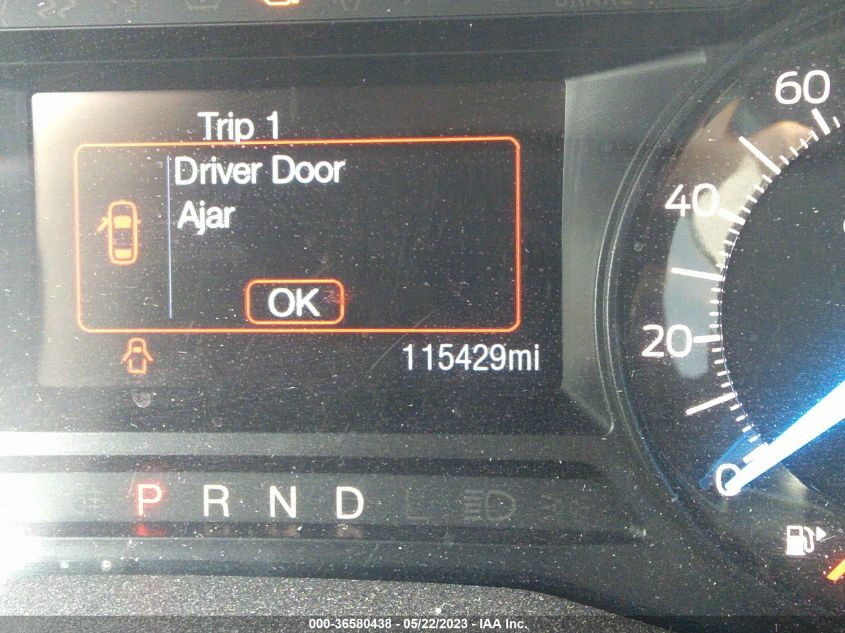 Trip 1
Driver Door
Ajar
OK
115429mi
60
40
20
0
P R N D L
000-36580438 - 05/22/2023 - IAA Inc.